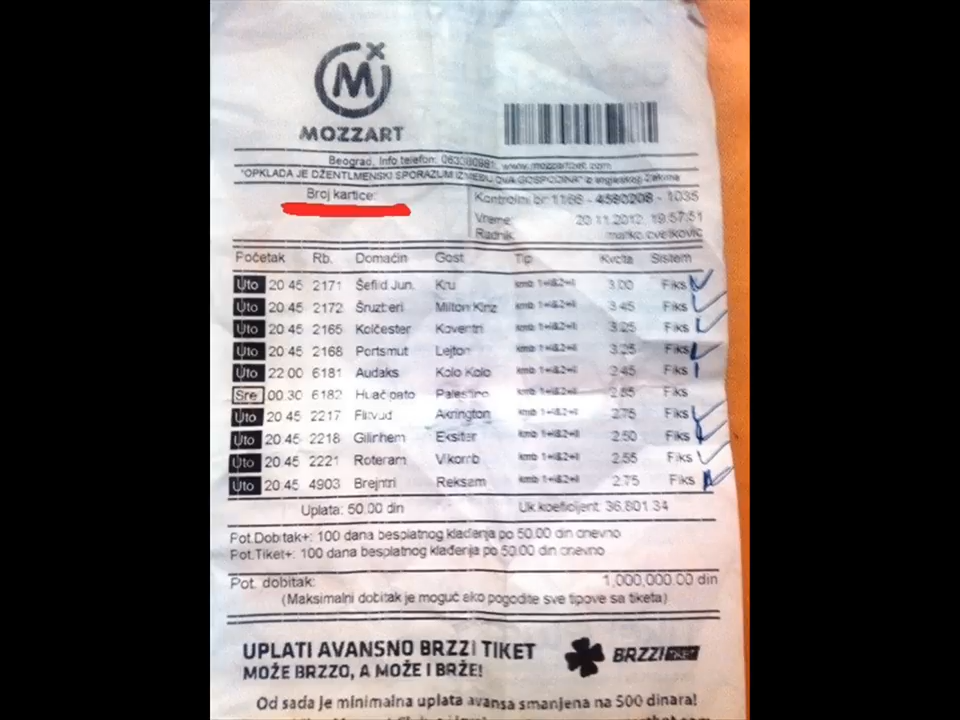 MOZZART
Beograd, Info telefon: 063380981, www.mozzartbet.com
"OPKLADA JE DŽENTLMENSKI SPORAZUM IZMEĐU DVA GOSPODINA" iz engleskog zakona
Broj kartice:
Kontrolni br: 1166 - 4580208 - 1035
Vreme: 20.11.2012. 19:57:51
Radnik:
Početak Rb. Domaćin Gost Tip Kvota Sistem
Uto 20 45 2171 Šefild Jun. Kru kmb 1+I&2+II 3.00 Fiks
Uto 20 45 2172 Šruzberi Milton Kinz kmb 1+I&2+II 3.45 Fiks
Uto 20 45 2165 Kolčester Koventri kmb 1+I&2+II 3.25 Fiks
Uto 20 45 2168 Portsmut Lejton kmb 1+I&2+II 3.25 Fiks
Uto 22 00 6181 Audaks Kolo Kolo kmb 1+I&2+II 2.45 Fiks
Sre 00.30 6182 Huačipato Palestino kmb 1+I&2+II 2.85 Fiks
Uto 20 45 2217 Flitvud Akrington kmb 1+I&2+II 2.75 Fiks
Uto 20 45 2218 Gilinhem Eksiter kmb 1+I&2+II 2.50 Fiks
Uto 20 45 2221 Roteram Vikomb kmb 1+I&2+II 2.55 Fiks
Uto 20 45 4903 Brejntri Reksam kmb 1+I&2+II 2.75 Fiks
Uplata: 50.00 din Uk.koeficijent: 36,801.34
Pot.Dobitak+: 100 dana besplatnog klađenja po 50.00 din dnevno
Pot.Tiket+: 100 dana besplatnog klađenja po 50.00 din dnevno
Pot. dobitak: 1,000,000.00 din
(Maksimalni dobitak je moguć ako pogodite sve tipove sa tiketa)
UPLATI AVANSNO BRZZI TIKET
MOŽE BRZZO, A MOŽE I BRŽE!
BRZZI TIKET
Od sada je minimalna uplata avansa smanjena na 500 dinara!